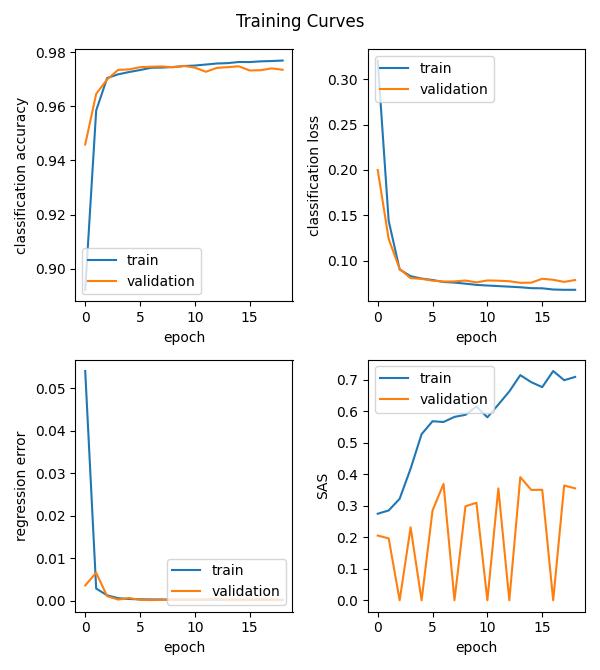 Training Curves
classification accuracy
0.98
0.96
0.94
0.92
0.90
train
validation
0 5 10 15
epoch
classification loss
0.30
0.25
0.20
0.15
0.10
train
validation
0 5 10 15
epoch
regression error
0.05
0.04
0.03
0.02
0.01
0.00
train
validation
0 5 10 15
epoch
SAS
0.7
0.6
0.5
0.4
0.3
0.2
0.1
0.0
train
validation
0 5 10 15
epoch